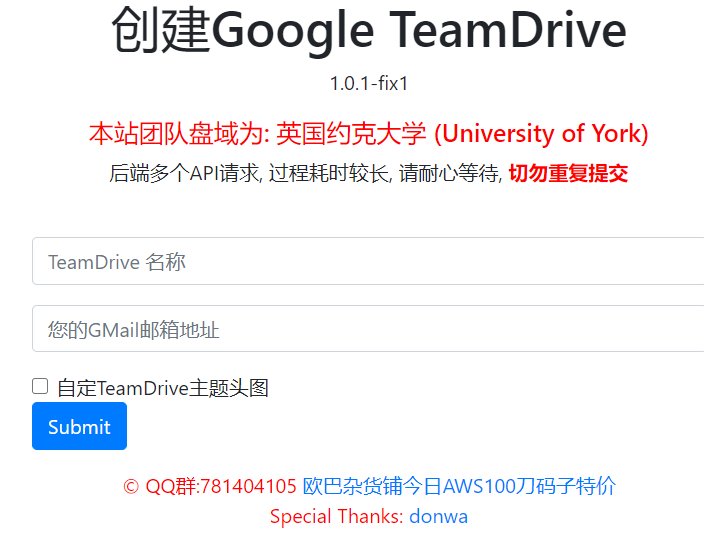 创建Google TeamDrive
1.0.1-fix1
本站团队盘域为: 英国约克大学 (University of York)
后端多个API请求, 过程耗时较长, 请耐心等待, 切勿重复提交
TeamDrive 名称
您的GMail邮箱地址
自定TeamDrive主题头图
Submit
© QQ群:781404105 欧巴杂货铺今日AWS100刀码子特价
Special Thanks: donwa